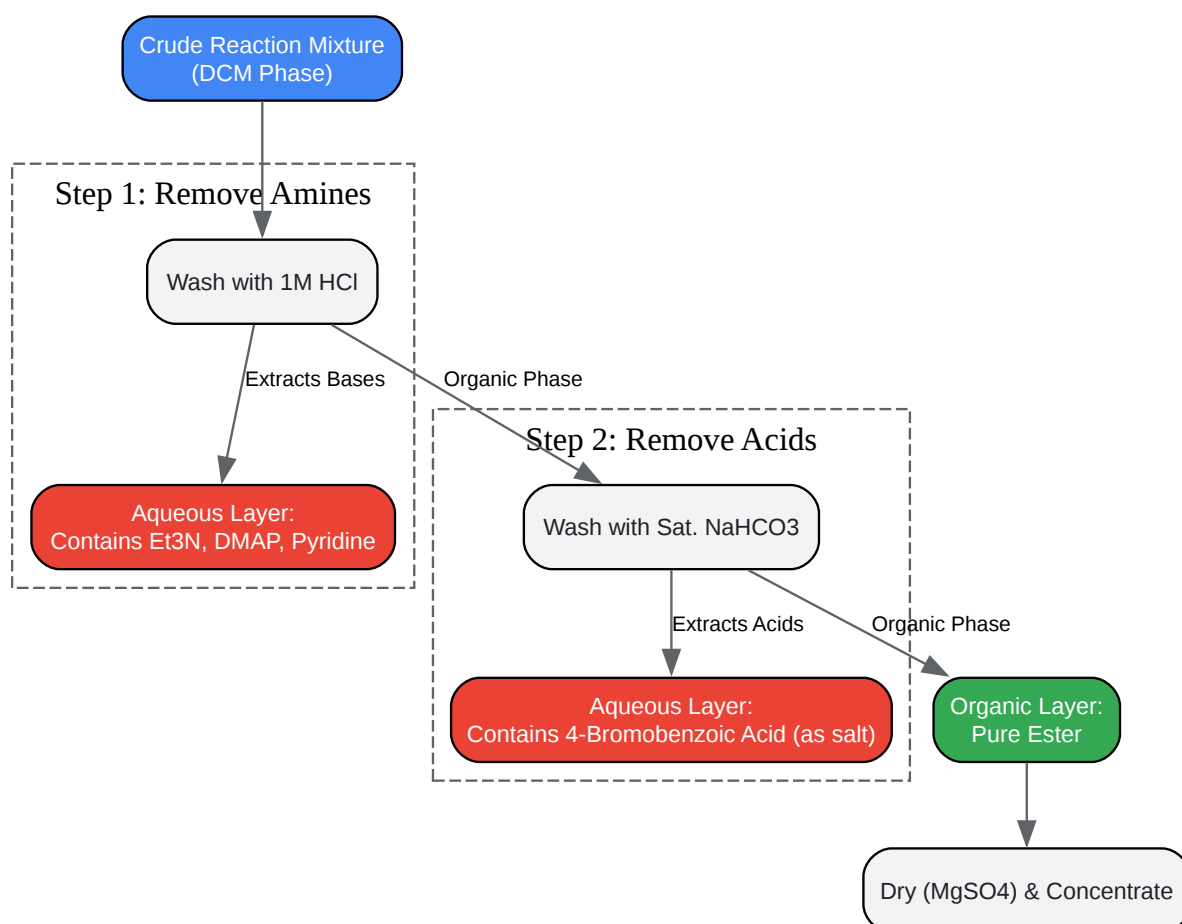 Crude Reaction Mixture
(DCM Phase)
Step 1: Remove Amines
Wash with 1M HCl
Extracts Bases
Organic Phase
Aqueous Layer:
Contains Et3N, DMAP, Pyridine
Step 2: Remove Acids
Wash with Sat. NaHCO3
Extracts Acids
Organic Phase
Aqueous Layer:
Contains 4-Bromobenzoic Acid (as salt)
Organic Layer:
Pure Ester
Dry (MgSO4) & Concentrate